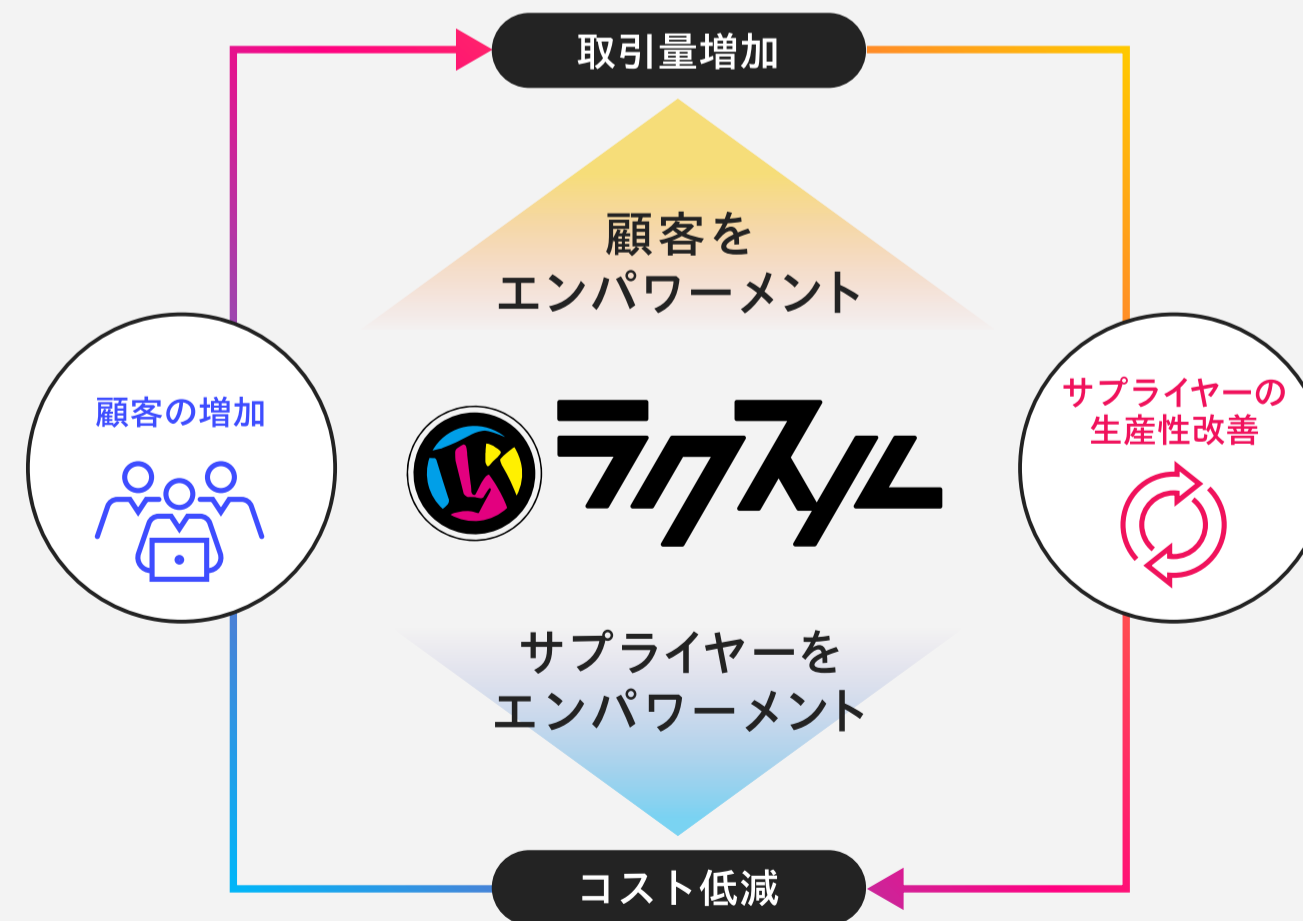 取引量増加
顧客を
エンパワーメント
顧客の増加
ラクスル
サプライヤーの
生産性改善
サプライヤーを
エンパワーメント
コスト低減